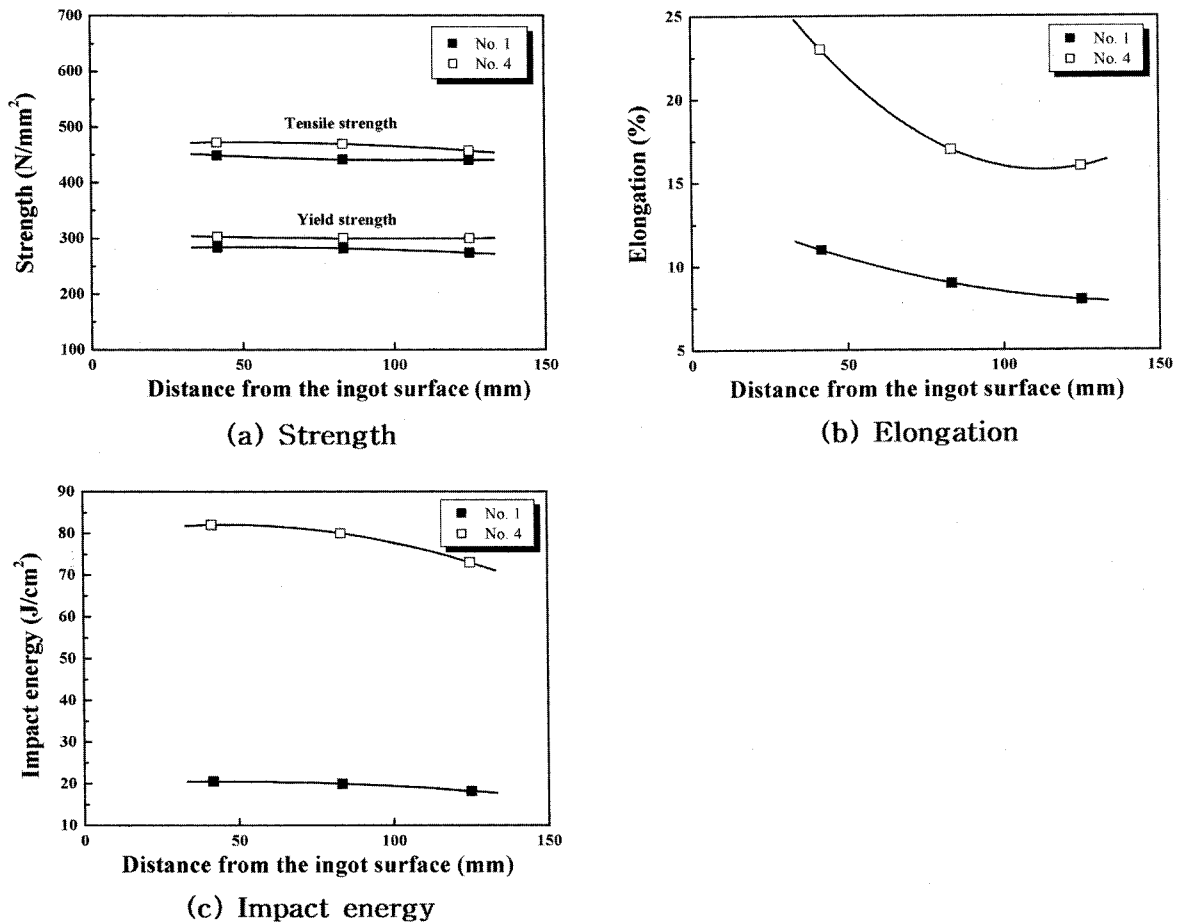 700
600
500
400
300
200
100
Strength (N/mm²)
No. 1
No. 4
Tensile strength
Yield strength
0 50 100 150
Distance from the ingot surface (mm)
(a) Strength
25
20
15
10
5
Elongation (%)
No. 1
No. 4
0 50 100 150
Distance from the ingot surface (mm)
(b) Elongation
90
80
70
60
50
40
30
20
10
Impact energy (J/cm²)
No. 1
No. 4
0 50 100 150
Distance from the ingot surface (mm)
(c) Impact energy